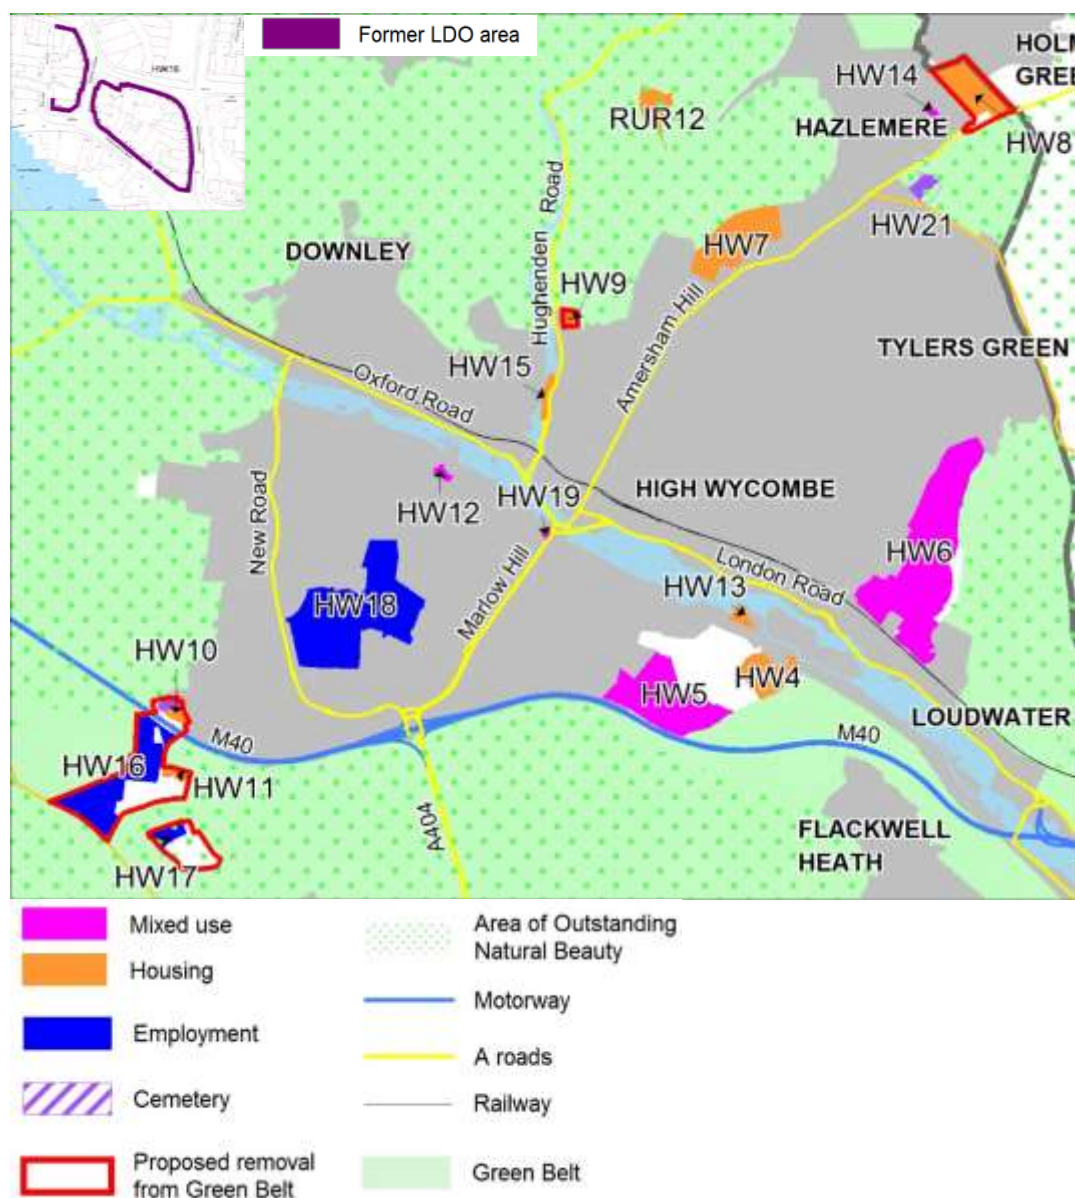 Former LDO area
HW16
HOLM
GREE
HW14
HAZLEMERE
HW8
RUR12
HW21
HW7
DOWNLEY
Hughenden Road
HW9
Amersham Hill
TYLERS GREEN
HW15
Oxford Road
HW19
HIGH WYCOMBE
HW12
New Road
HW6
London Road
HW13
HW18
Marlow Hill
HW10
HW5
HW4
LOUDWATER
M40
M40
HW16
HW11
A404
FLACKWELL
HEATH
HW17
Mixed use
Housing
Employment
Cemetery
Proposed removal
from Green Belt
Area of Outstanding
Natural Beauty
Motorway
A roads
Railway
Green Belt